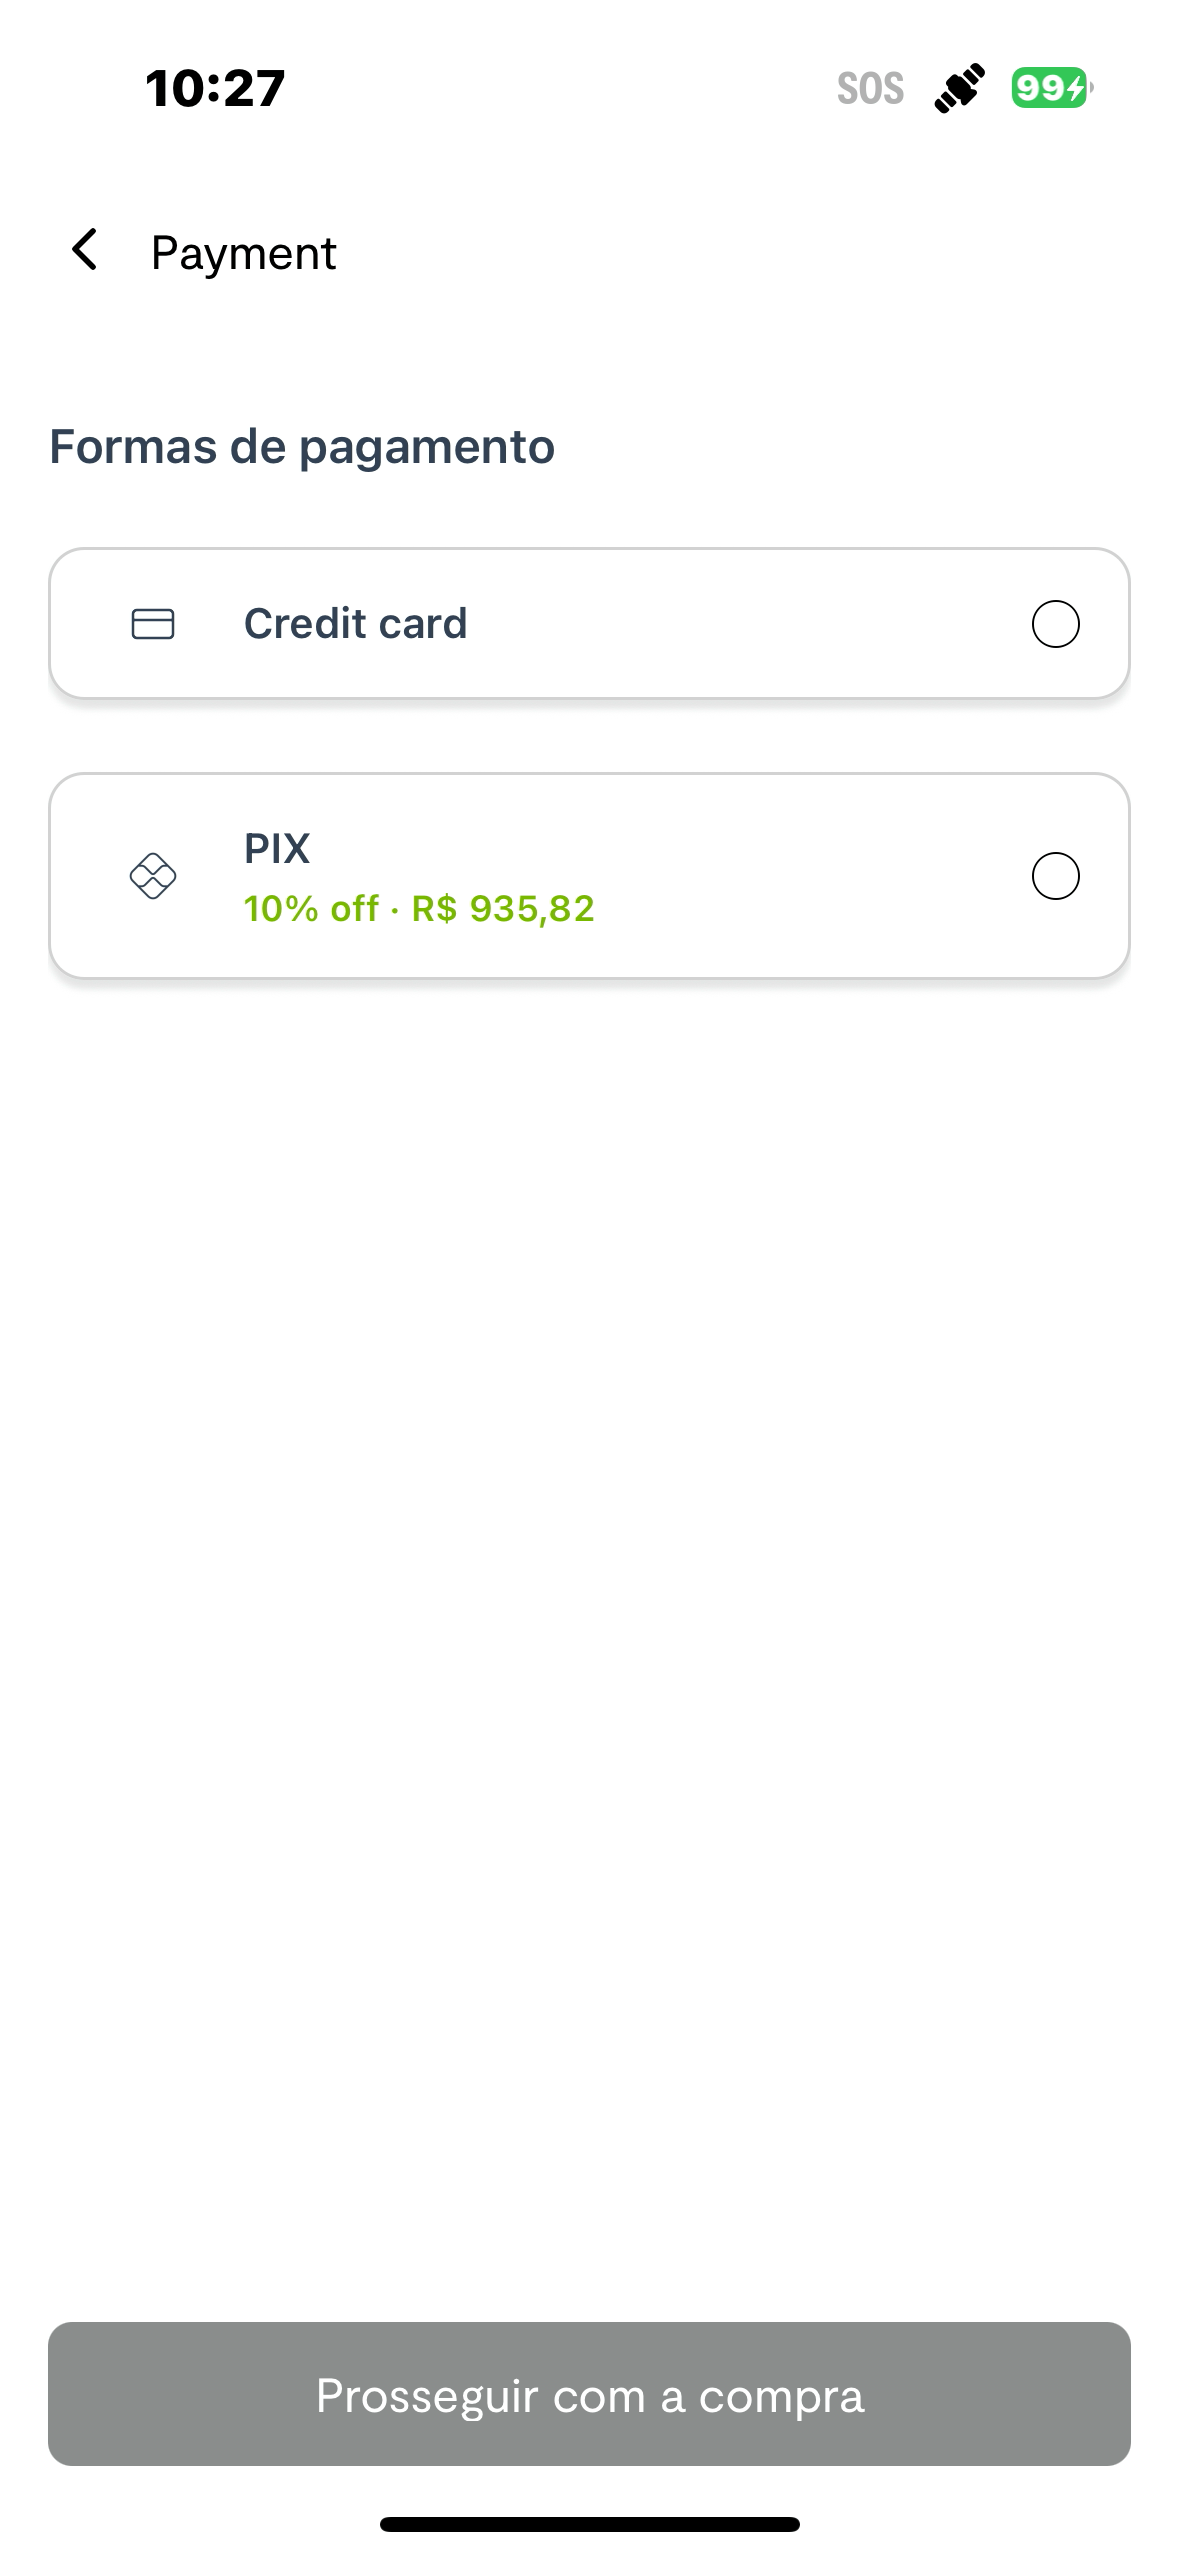 10:27
SOS
99
Payment
Formas de pagamento
Credit card
PIX
10% off · R$ 935,82
Prosseguir com a compra